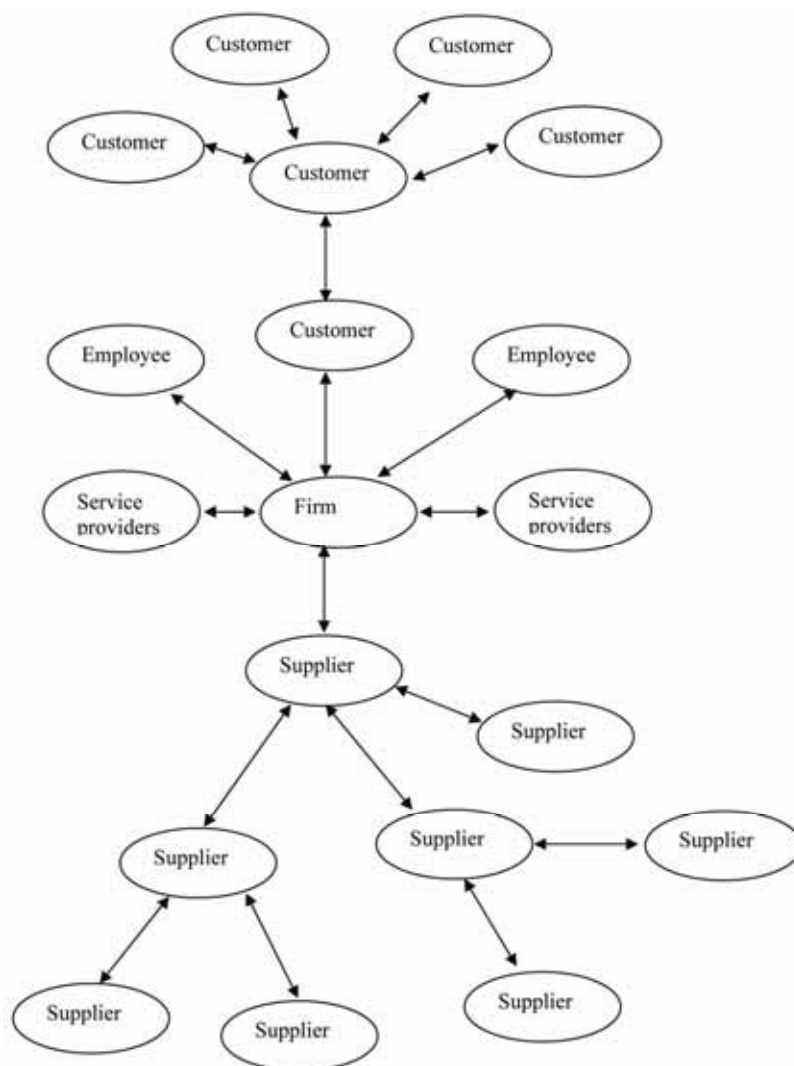 Customer
Customer
Customer
Customer
Customer
Customer
Employee
Employee
Service
providers
Firm
Service
providers
Supplier
Supplier
Supplier
Supplier
Supplier
Supplier
Supplier
Supplier